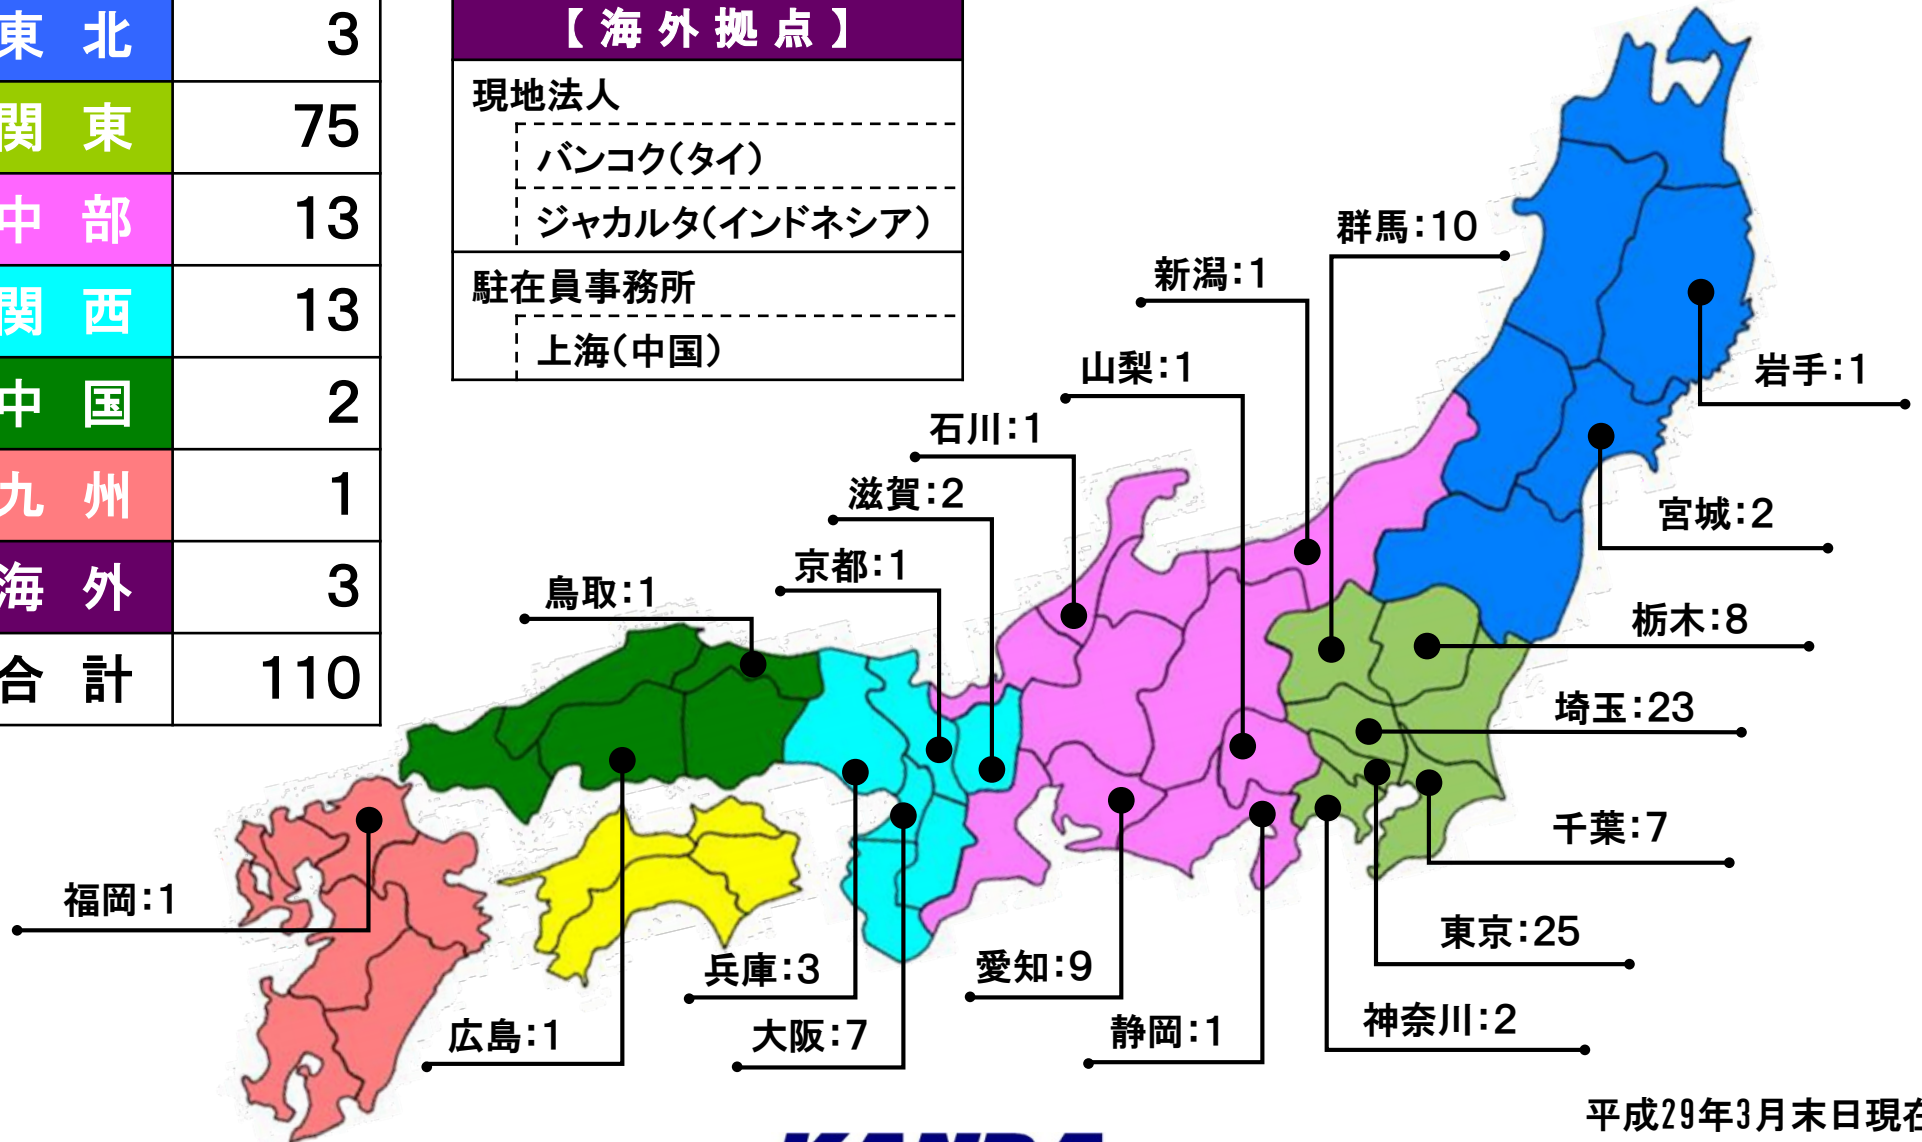 東北 3
関東 75
中部 13
関西 13
中国 2
九州 1
海外 3
合計 110
【海外拠点】
現地法人
バンコク(タイ)
ジャカルタ(インドネシア)
駐在員事務所
上海(中国)
群馬:10
新潟:1
山梨:1
岩手:1
石川:1
滋賀:2
宮城:2
京都:1
鳥取:1
栃木:8
埼玉:23
千葉:7
福岡:1
東京:25
兵庫:3
愛知:9
神奈川:2
広島:1
大阪:7
静岡:1
平成29年3月末日現在
KANDA